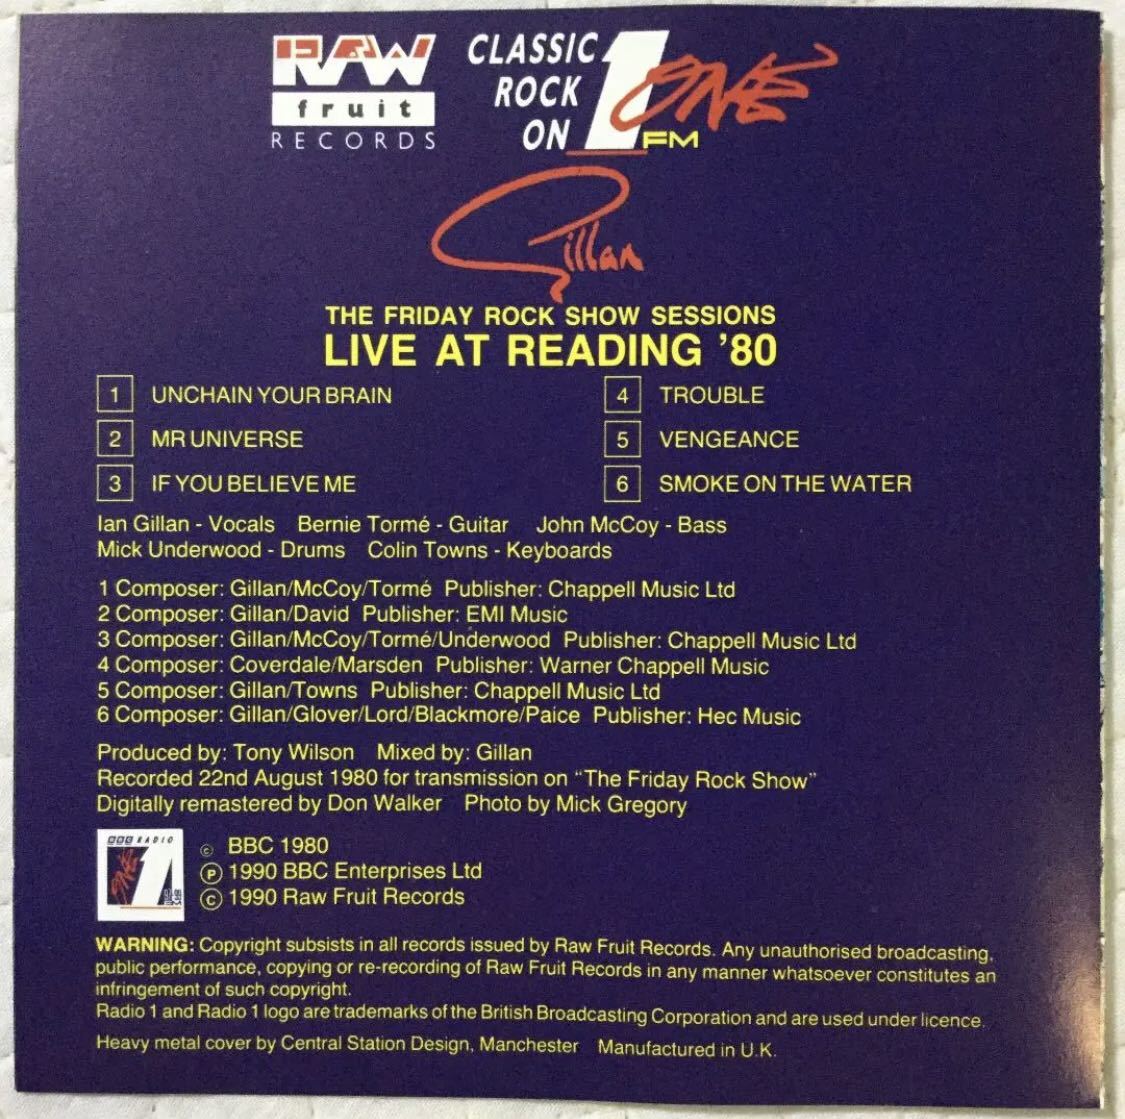 RAW
fruit
RECORDS
CLASSIC
ROCK
ON
1
ONE
FM
Gillan
THE FRIDAY ROCK SHOW SESSIONS
LIVE AT READING '80
1 UNCHAIN YOUR BRAIN
2 MR UNIVERSE
3 IF YOU BELIEVE ME
4 TROUBLE
5 VENGEANCE
6 SMOKE ON THE WATER
Ian Gillan - Vocals Bernie Tormé - Guitar John McCoy - Bass
Mick Underwood - Drums Colin Towns - Keyboards
1 Composer: Gillan/McCoy/Tormé Publisher: Chappell Music Ltd
2 Composer: Gillan/David Publisher: EMI Music
3 Composer: Gillan/McCoy/Tormé/Underwood Publisher: Chappell Music Ltd
4 Composer: Coverdale/Marsden Publisher: Warner Chappell Music
5 Composer: Gillan/Towns Publisher: Chappell Music Ltd
6 Composer: Gillan/Glover/Lord/Blackmore/Paice Publisher: Hec Music
Produced by: Tony Wilson Mixed by: Gillan
Recorded 22nd August 1980 for transmission on “The Friday Rock Show”
Digitally remastered by Don Walker Photo by Mick Gregory
BBC RADIO
1
ONE
© BBC 1980
℗ 1990 BBC Enterprises Ltd
© 1990 Raw Fruit Records
WARNING: Copyright subsists in all records issued by Raw Fruit Records. Any unauthorised broadcasting,
public performance, copying or re-recording of Raw Fruit Records in any manner whatsoever constitutes an
infringement of such copyright.
Radio 1 and Radio 1 logo are trademarks of the British Broadcasting Corporation and are used under licence.
Heavy metal cover by Central Station Design, Manchester Manufactured in U.K.